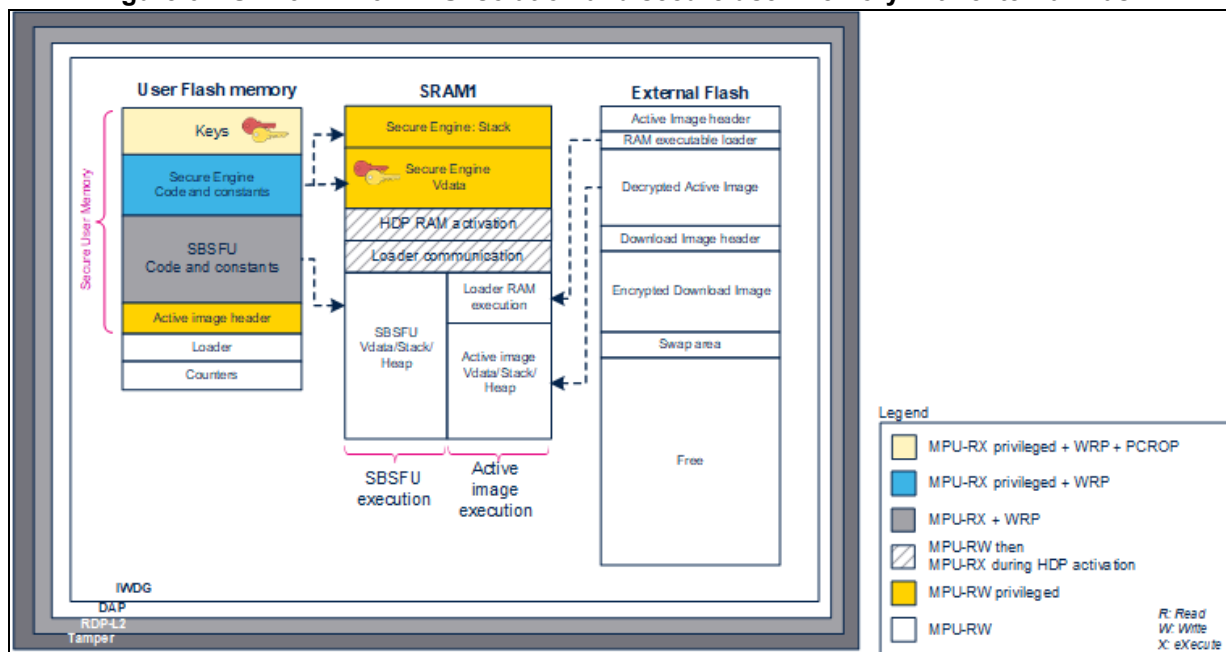 User Flash memory
Keys
Secure Engine
Code and constants
SBSFU
Code and constants
Active image header
Loader
Counters
Secure User Memory
SRAM1
Secure Engine: Stack
Secure Engine
Vdata
HDP RAM activation
Loader communication
SBSFU
Vdata/Stack/
Heap
Loader RAM
execution
Active image
Vdata/Stack/
Heap
SBSFU
execution
Active
image
execution
External Flash
Active Image header
RAM executable loader
Decrypted Active Image
Download Image header
Encrypted Download Image
Swap area
Free
IWDG
DAP
RDP-L2
Tamper
Legend
MPU-RX privileged + WRP + PCROP
MPU-RX privileged + WRP
MPU-RX + WRP
MPU-RW then
MPU-RX during HDP activation
MPU-RW privileged
MPU-RW
R: Read
W: Write
X: eXecute